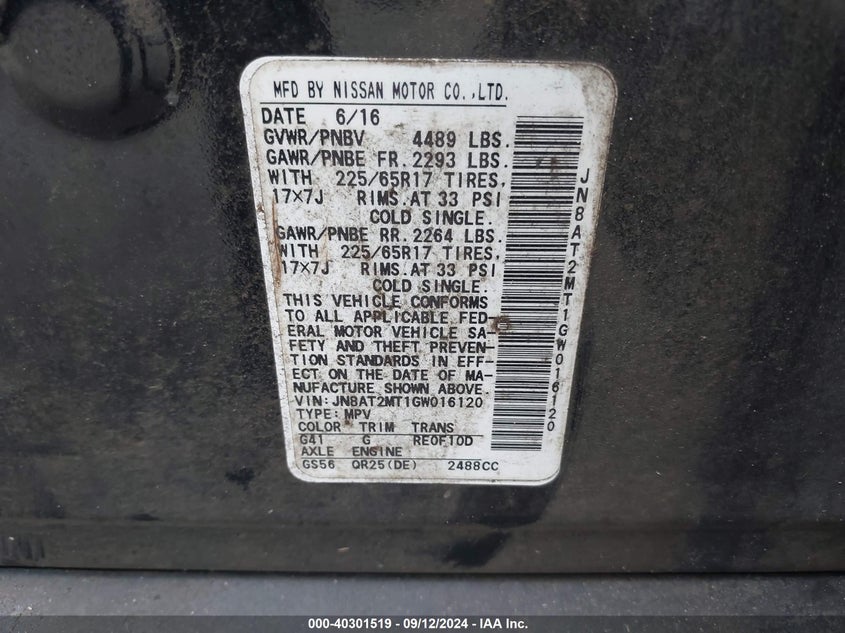 MFD BY NISSAN MOTOR CO.,LTD.
DATE 6/16
GVWR/PNBV 4489 LBS.
GAWR/PNBE FR. 2293 LBS.
WITH 225/65R17 TIRES,
17×7J RIMS.AT 33 PSI
COLD SINGLE.
GAWR/PNBE RR. 2264 LBS.
WITH 225/65R17 TIRES,
17×7J RIMS.AT 33 PSI
COLD SINGLE.
THIS VEHICLE CONFORMS
TO ALL APPLICABLE FED-
ERAL MOTOR VEHICLE SA-
FETY AND THEFT PREVEN-
TION STANDARDS IN EFF-
ECT ON THE DATE OF MA-
NUFACTURE SHOWN ABOVE.
VIN: JN8AT2MT1GW016120
TYPE: MPV
COLOR TRIM TRANS
G41 G RE0F10D
AXLE ENGINE
GS56 QR25(DE) 2488CC
JN8AT2MT1GW016120
000-40301519 - 09/12/2024 - IAA Inc.